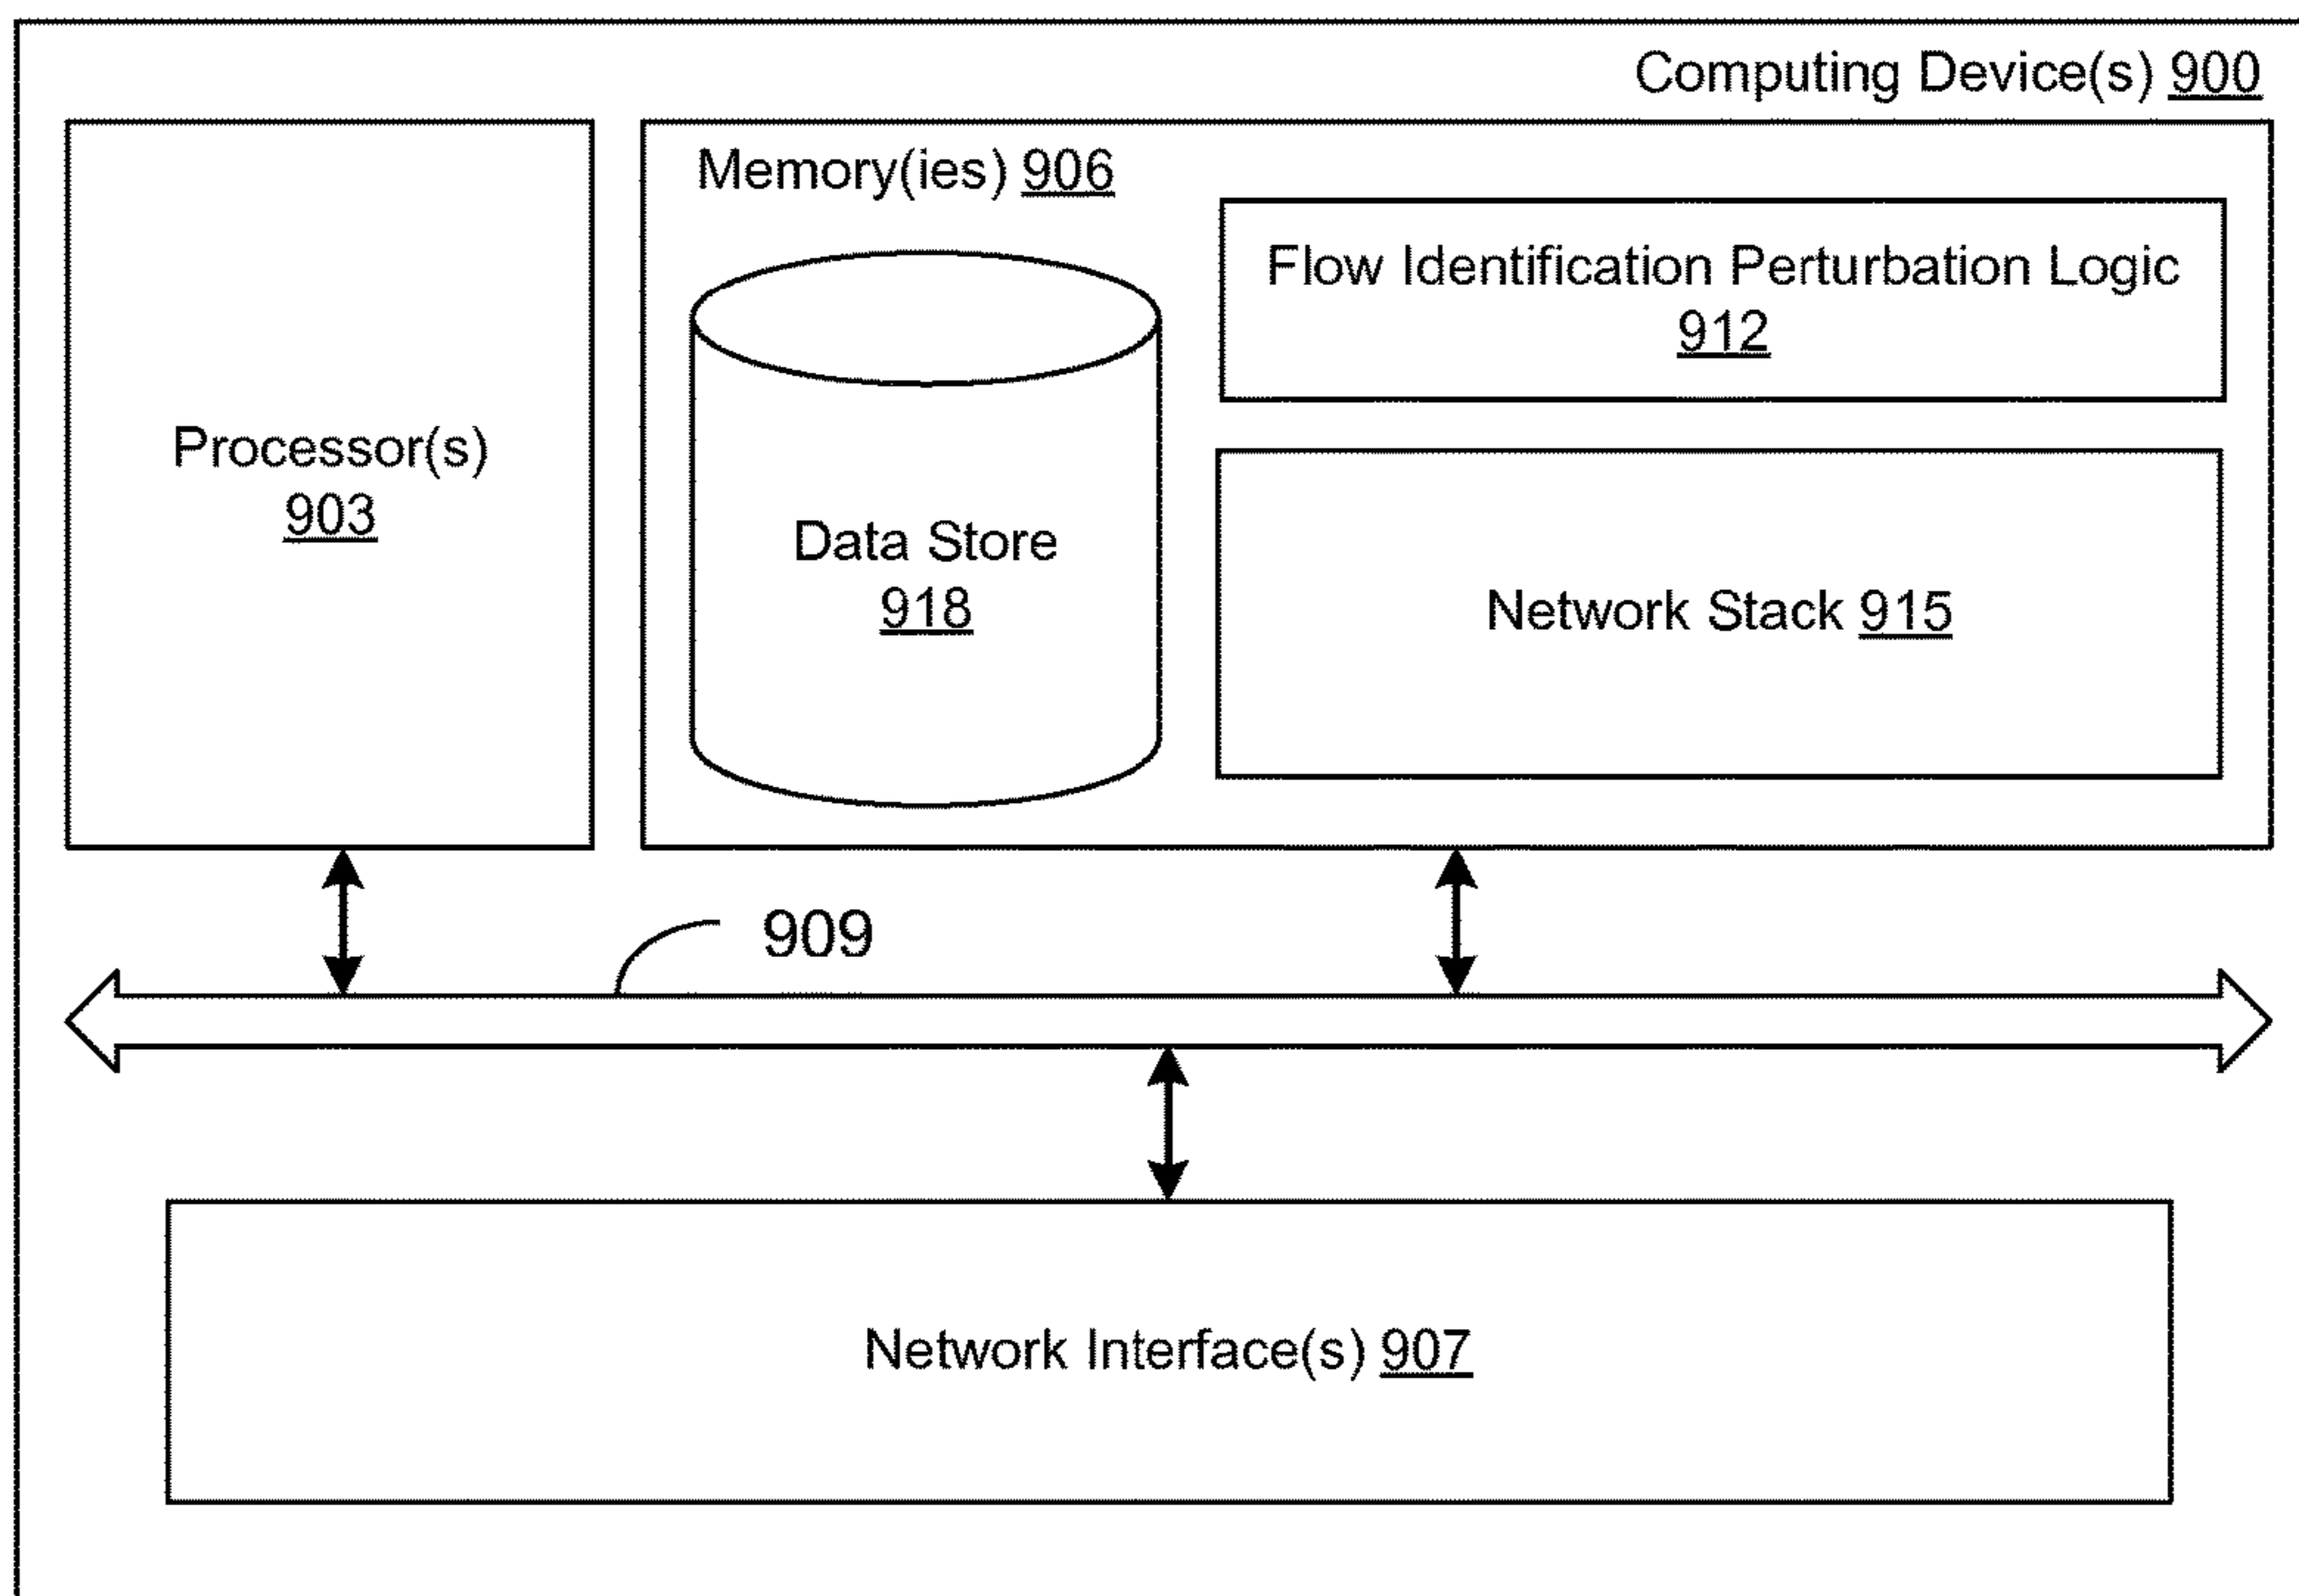 Computing Device(s) 900
Memory(ies) 906
Flow Identification Perturbation Logic
912
Processor(s)
903
Data Store
918
Network Stack 915
909
Network Interface(s) 907